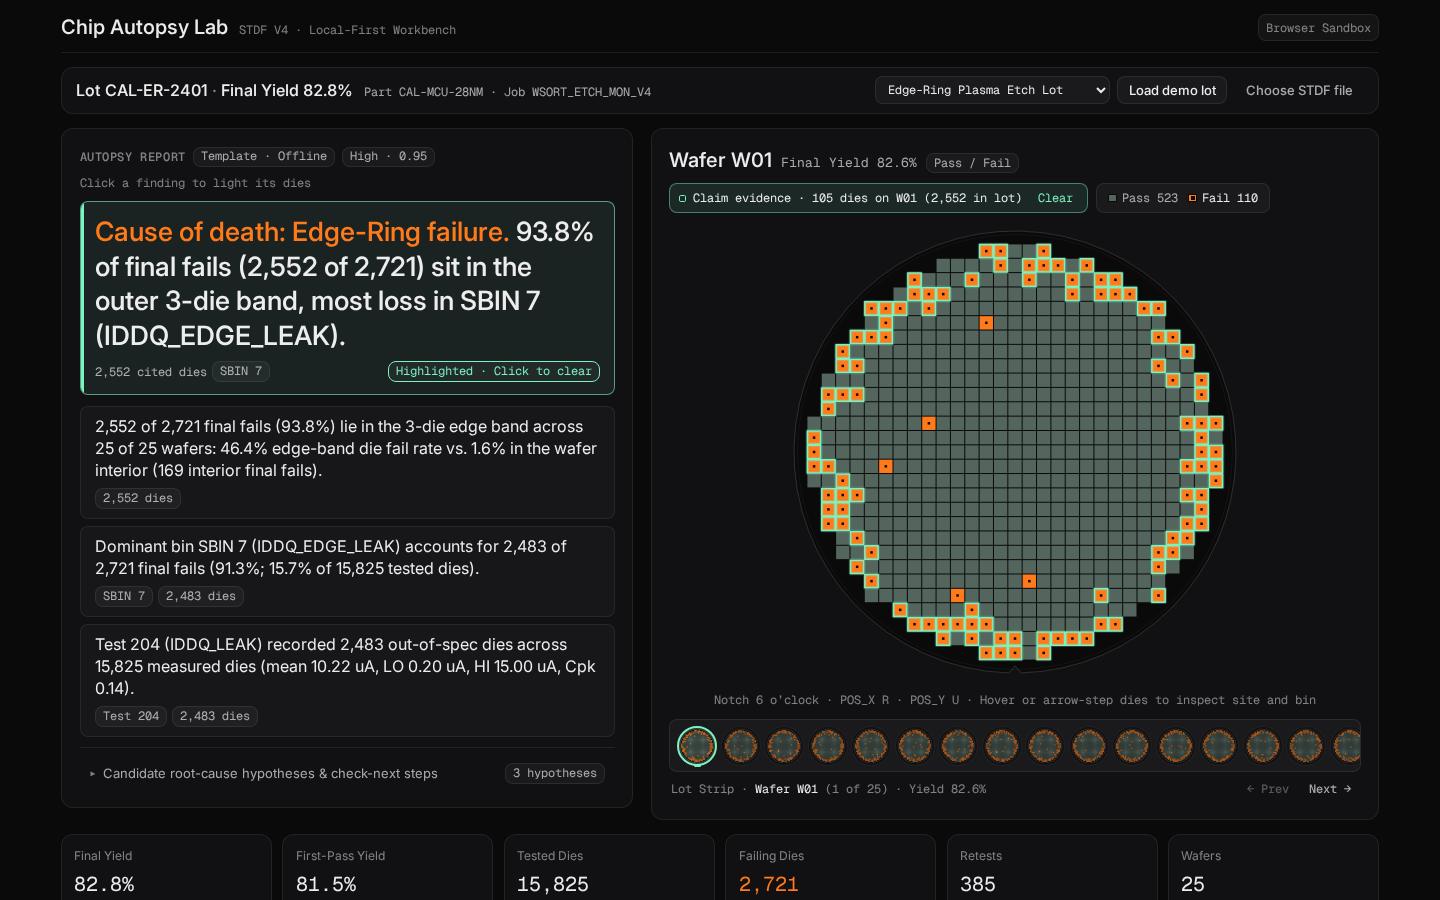 Chip Autopsy Lab STDF V4 · Local-First Workbench
Browser Sandbox
Lot CAL-ER-2401 · Final Yield 82.8% Part CAL-MCU-28NM · Job WSORT_ETCH_MON_V4
Edge-Ring Plasma Etch Lot
Load demo lot
Choose STDF file
AUTOPSY REPORT Template · Offline High · 0.95
Click a finding to light its dies
Cause of death: Edge-Ring failure. 93.8%
of final fails (2,552 of 2,721) sit in the
outer 3-die band, most loss in SBIN 7
(IDDQ_EDGE_LEAK).
2,552 cited dies SBIN 7 Highlighted · Click to clear
2,552 of 2,721 final fails (93.8%) lie in the 3-die edge band across
25 of 25 wafers: 46.4% edge-band die fail rate vs. 1.6% in the wafer
interior (169 interior final fails).
2,552 dies
Dominant bin SBIN 7 (IDDQ_EDGE_LEAK) accounts for 2,483 of
2,721 final fails (91.3%; 15.7% of 15,825 tested dies).
SBIN 7 2,483 dies
Test 204 (IDDQ_LEAK) recorded 2,483 out-of-spec dies across
15,825 measured dies (mean 10.22 uA, LO 0.20 uA, HI 15.00 uA, Cpk
0.14).
Test 204 2,483 dies
▸ Candidate root-cause hypotheses & check-next steps 3 hypotheses
Wafer W01 Final Yield 82.6% Pass / Fail
Claim evidence · 105 dies on W01 (2,552 in lot) Clear
Pass 523 Fail 110
Notch 6 o'clock · POS_X R · POS_Y U · Hover or arrow-step dies to inspect site and bin
Lot Strip · Wafer W01 (1 of 25) · Yield 82.6%
← Prev Next →
Final Yield
82.8%
First-Pass Yield
81.5%
Tested Dies
15,825
Failing Dies
2,721
Retests
385
Wafers
25